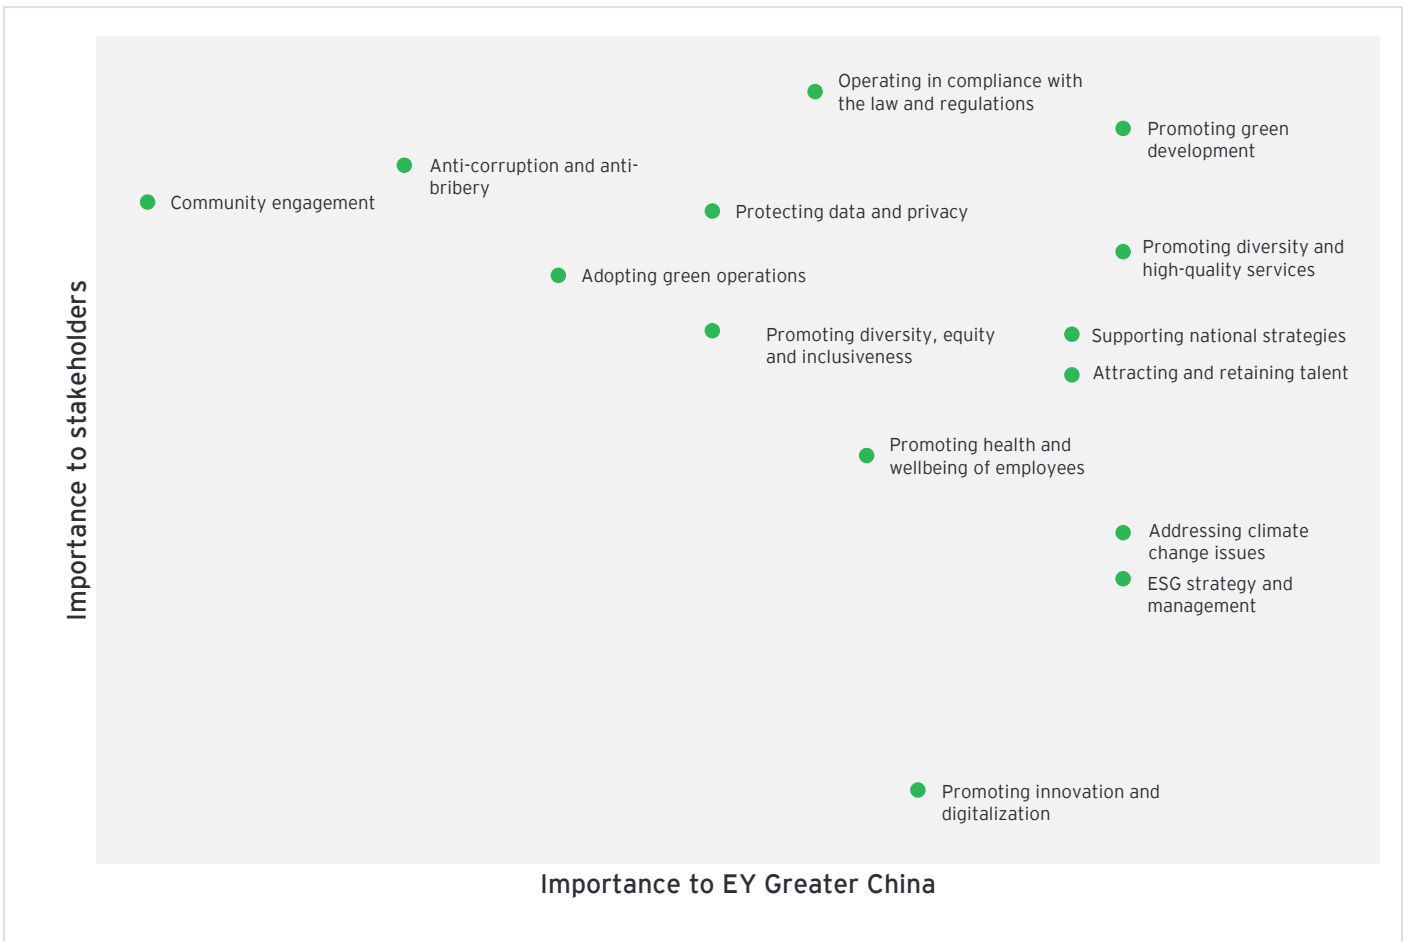 Operating in compliance with
the law and regulations
Promoting green
development
Anti-corruption and anti-
bribery
Community engagement
Protecting data and privacy
Promoting diversity and
high-quality services
Adopting green operations
Promoting diversity, equity
and inclusiveness
Supporting national strategies
Attracting and retaining talent
Promoting health and
wellbeing of employees
Addressing climate
change issues
ESG strategy and
management
Promoting innovation and
digitalization
Importance to stakeholders
Importance to EY Greater China